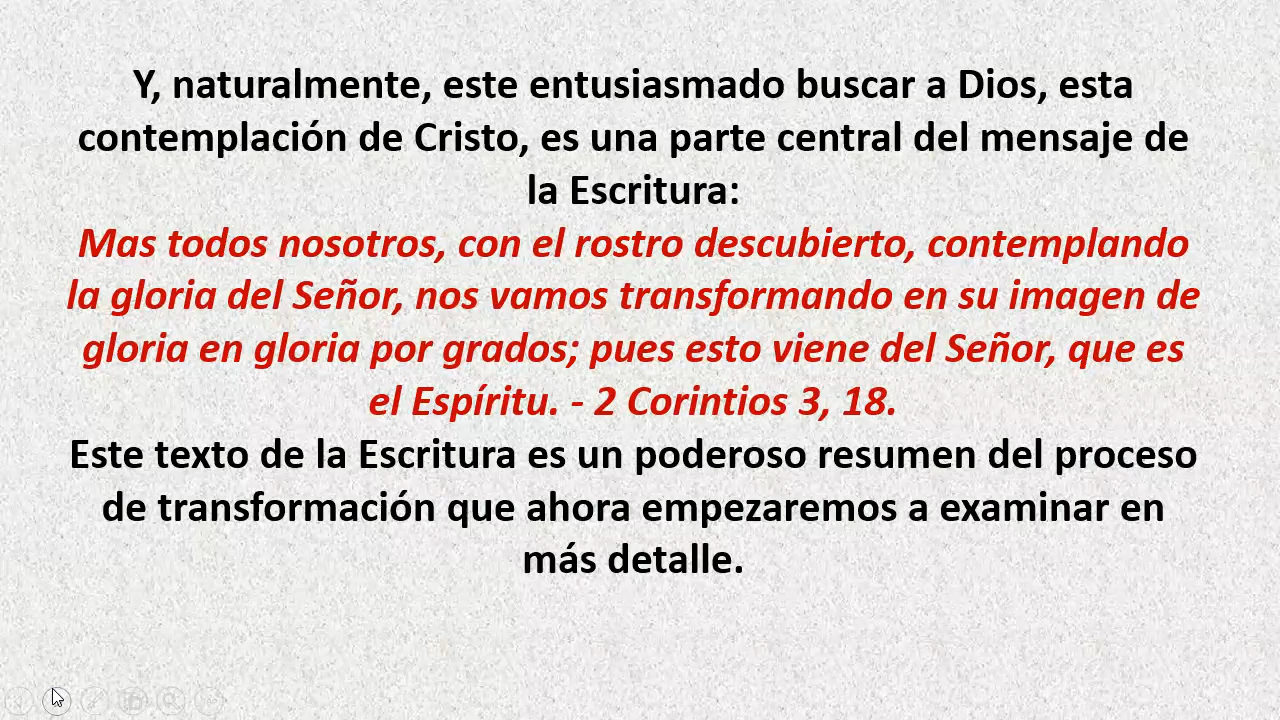 Y, naturalmente, este entusiasmado buscar a Dios, esta
contemplación de Cristo, es una parte central del mensaje de
la Escritura:
Mas todos nosotros, con el rostro descubierto, contemplando
la gloria del Señor, nos vamos transformando en su imagen de
gloria en gloria por grados; pues esto viene del Señor, que es
el Espíritu. - 2 Corintios 3, 18.
Este texto de la Escritura es un poderoso resumen del proceso
de transformación que ahora empezaremos a examinar en
más detalle.